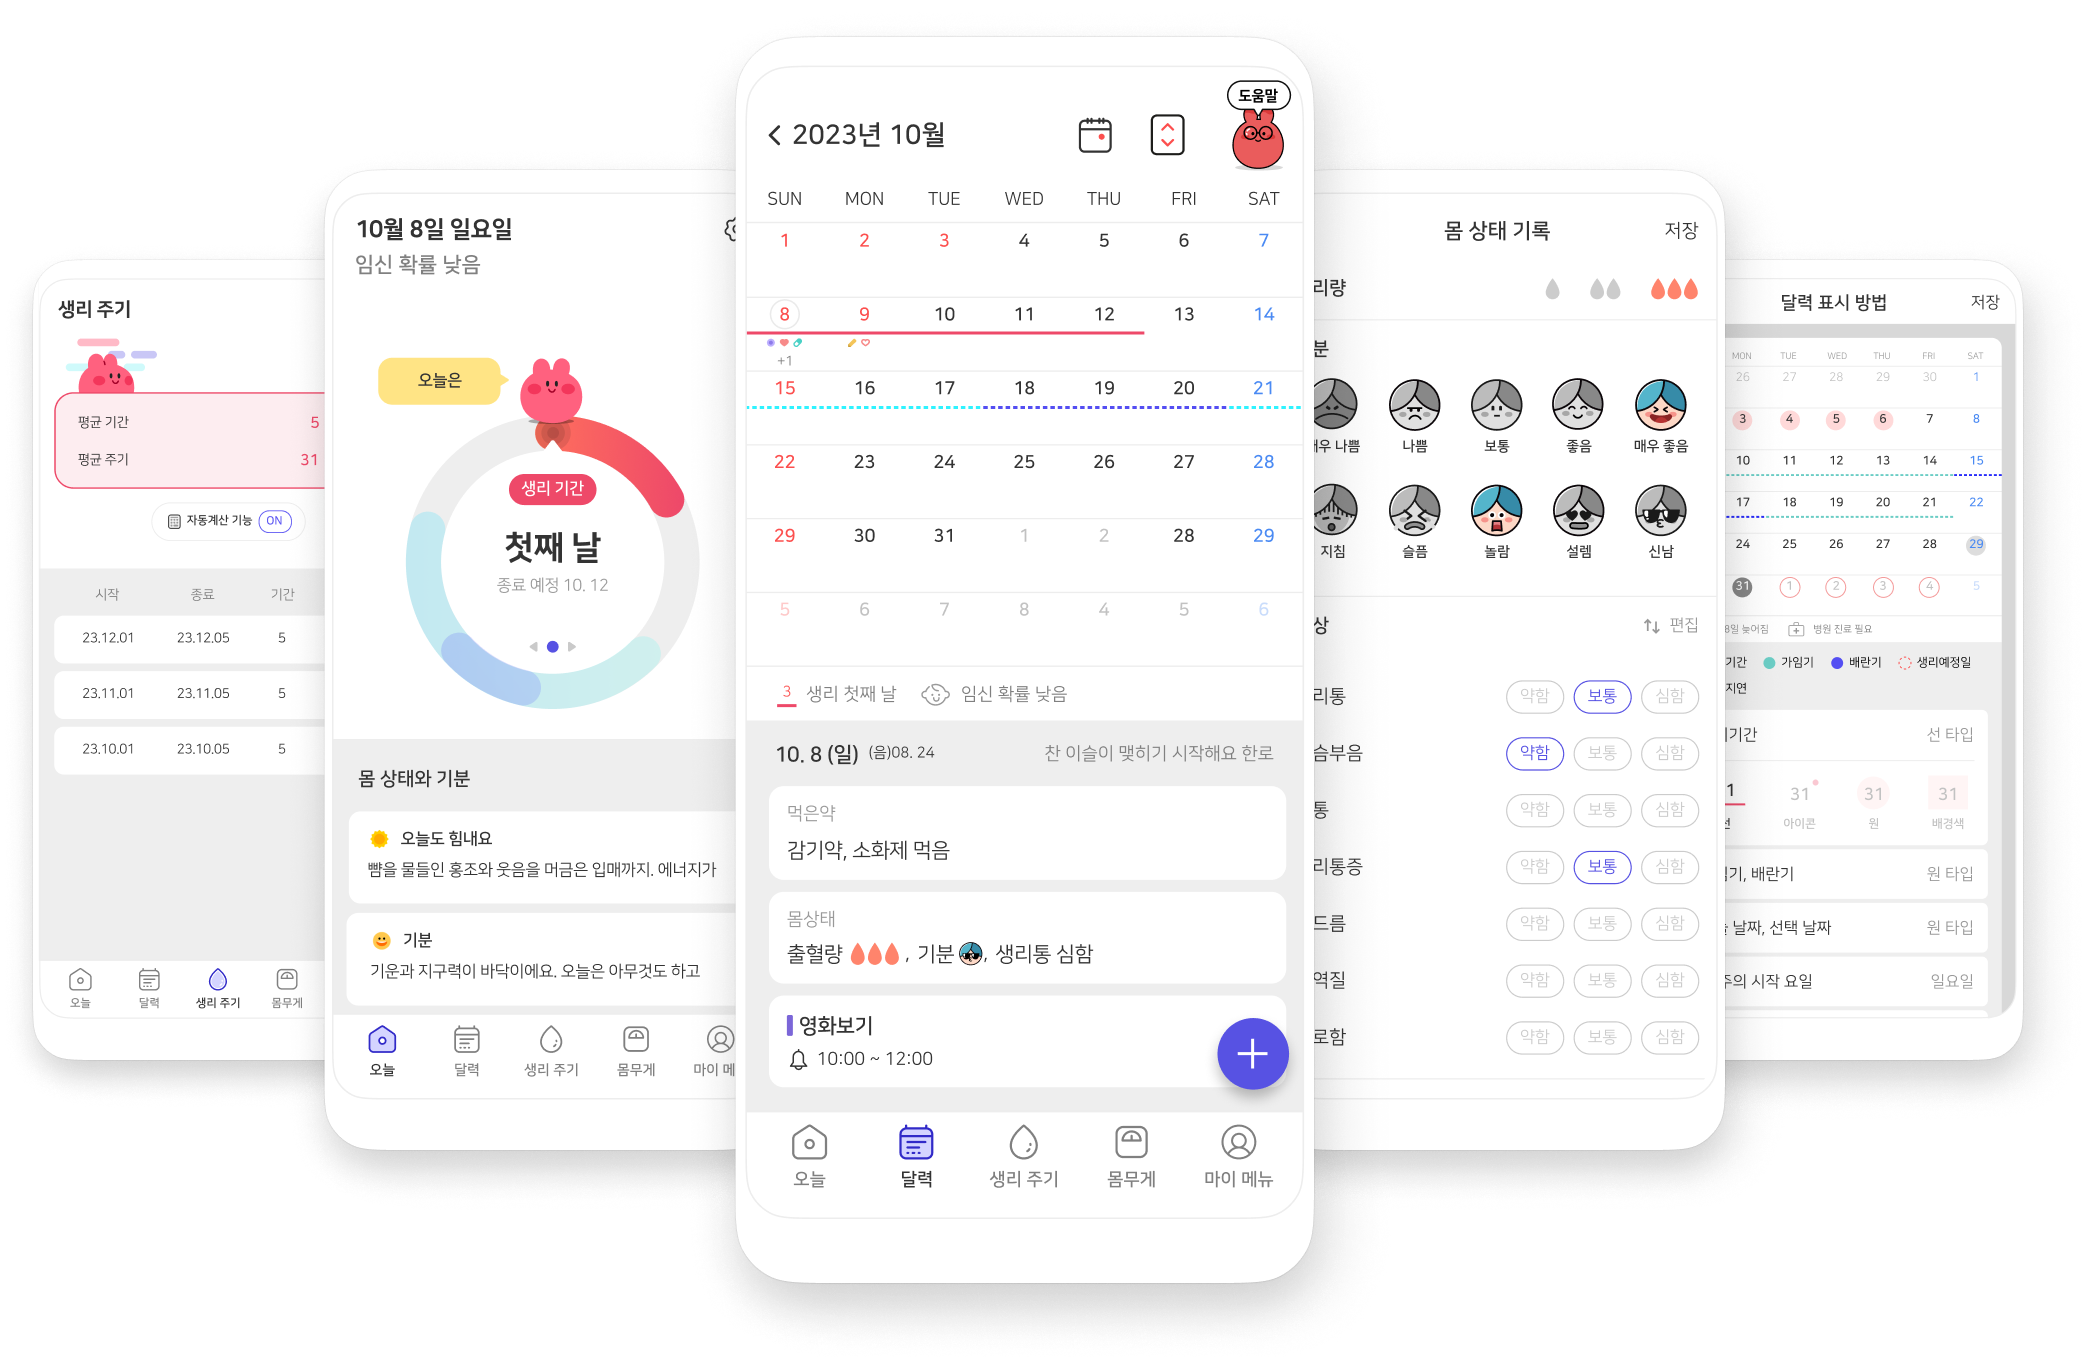 생리 주기
평균 기간 5
평균 주기 31
자동계산 기능 ON
시작 종료 기간
23.12.01 23.12.05 5
23.11.01 23.11.05 5
23.10.01 23.10.05 5
오늘 달력 생리 주기 몸무게
10월 8일 일요일
임신 확률 낮음
오늘은
생리 기간
첫째 날
종료 예정 10. 12
몸 상태와 기분
오늘도 힘내요
뺨을 물들인 홍조와 웃음을 머금은 입매까지. 에너지가
기분
기운과 지구력이 바닥이에요. 오늘은 아무것도 하고
오늘 달력 생리 주기 몸무게 마이 메
도움말
2023년 10월
SUN MON TUE WED THU FRI SAT
1 2 3 4 5 6 7
8 9 10 11 12 13 14
+1
15 16 17 18 19 20 21
22 23 24 25 26 27 28
29 30 31 1 2 28 29
5 6 7 8 4 5 6
3 생리 첫째 날 임신 확률 낮음
10. 8 (일) (음)08. 24 찬 이슬이 맺히기 시작해요 한로
먹은약
감기약, 소화제 먹음
몸상태
출혈량 , 기분 , 생리통 심함
영화보기
10:00 ~ 12:00
오늘 달력 생리 주기 몸무게 마이 메뉴
몸 상태 기록 저장
리량
분
우 나쁨 나쁨 보통 좋음 매우 좋음
지침 슬픔 놀람 설렘 신남
상 편집
리통 약함 보통 심함
슴부음 약함 보통 심함
통 약함 보통 심함
리통증 약함 보통 심함
드름 약함 보통 심함
역질 약함 보통 심함
로함 약함 보통 심함
달력 표시 방법 저장
MON TUE WED THU FRI SAT
26 27 28 29 30 1
3 4 5 6 7 8
10 11 12 13 14 15
17 18 19 20 21 22
24 25 26 27 28 29
31 1 2 3 4 5
8일 늦어짐 병원 진료 필요
기간 가임기 배란기 생리예정일
지연
기간 선 타입
1 31 31 31
선 아이콘 원 배경색
기, 배란기 원 타입
날짜, 선택 날짜 원 타입
주의 시작 요일 일요일